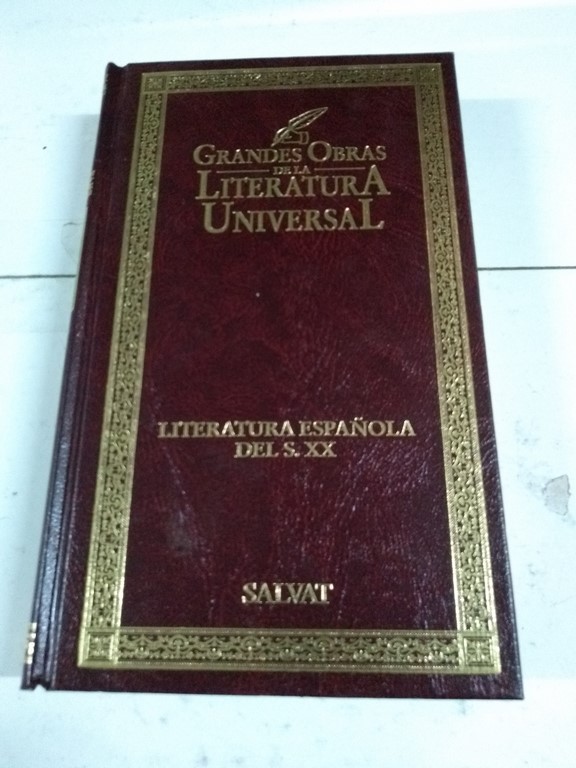 GRANDES OBRAS
DE LA
LITERATURA
UNIVERSAL
LITERATURA ESPAÑOLA
DEL S. XX
SALVAT